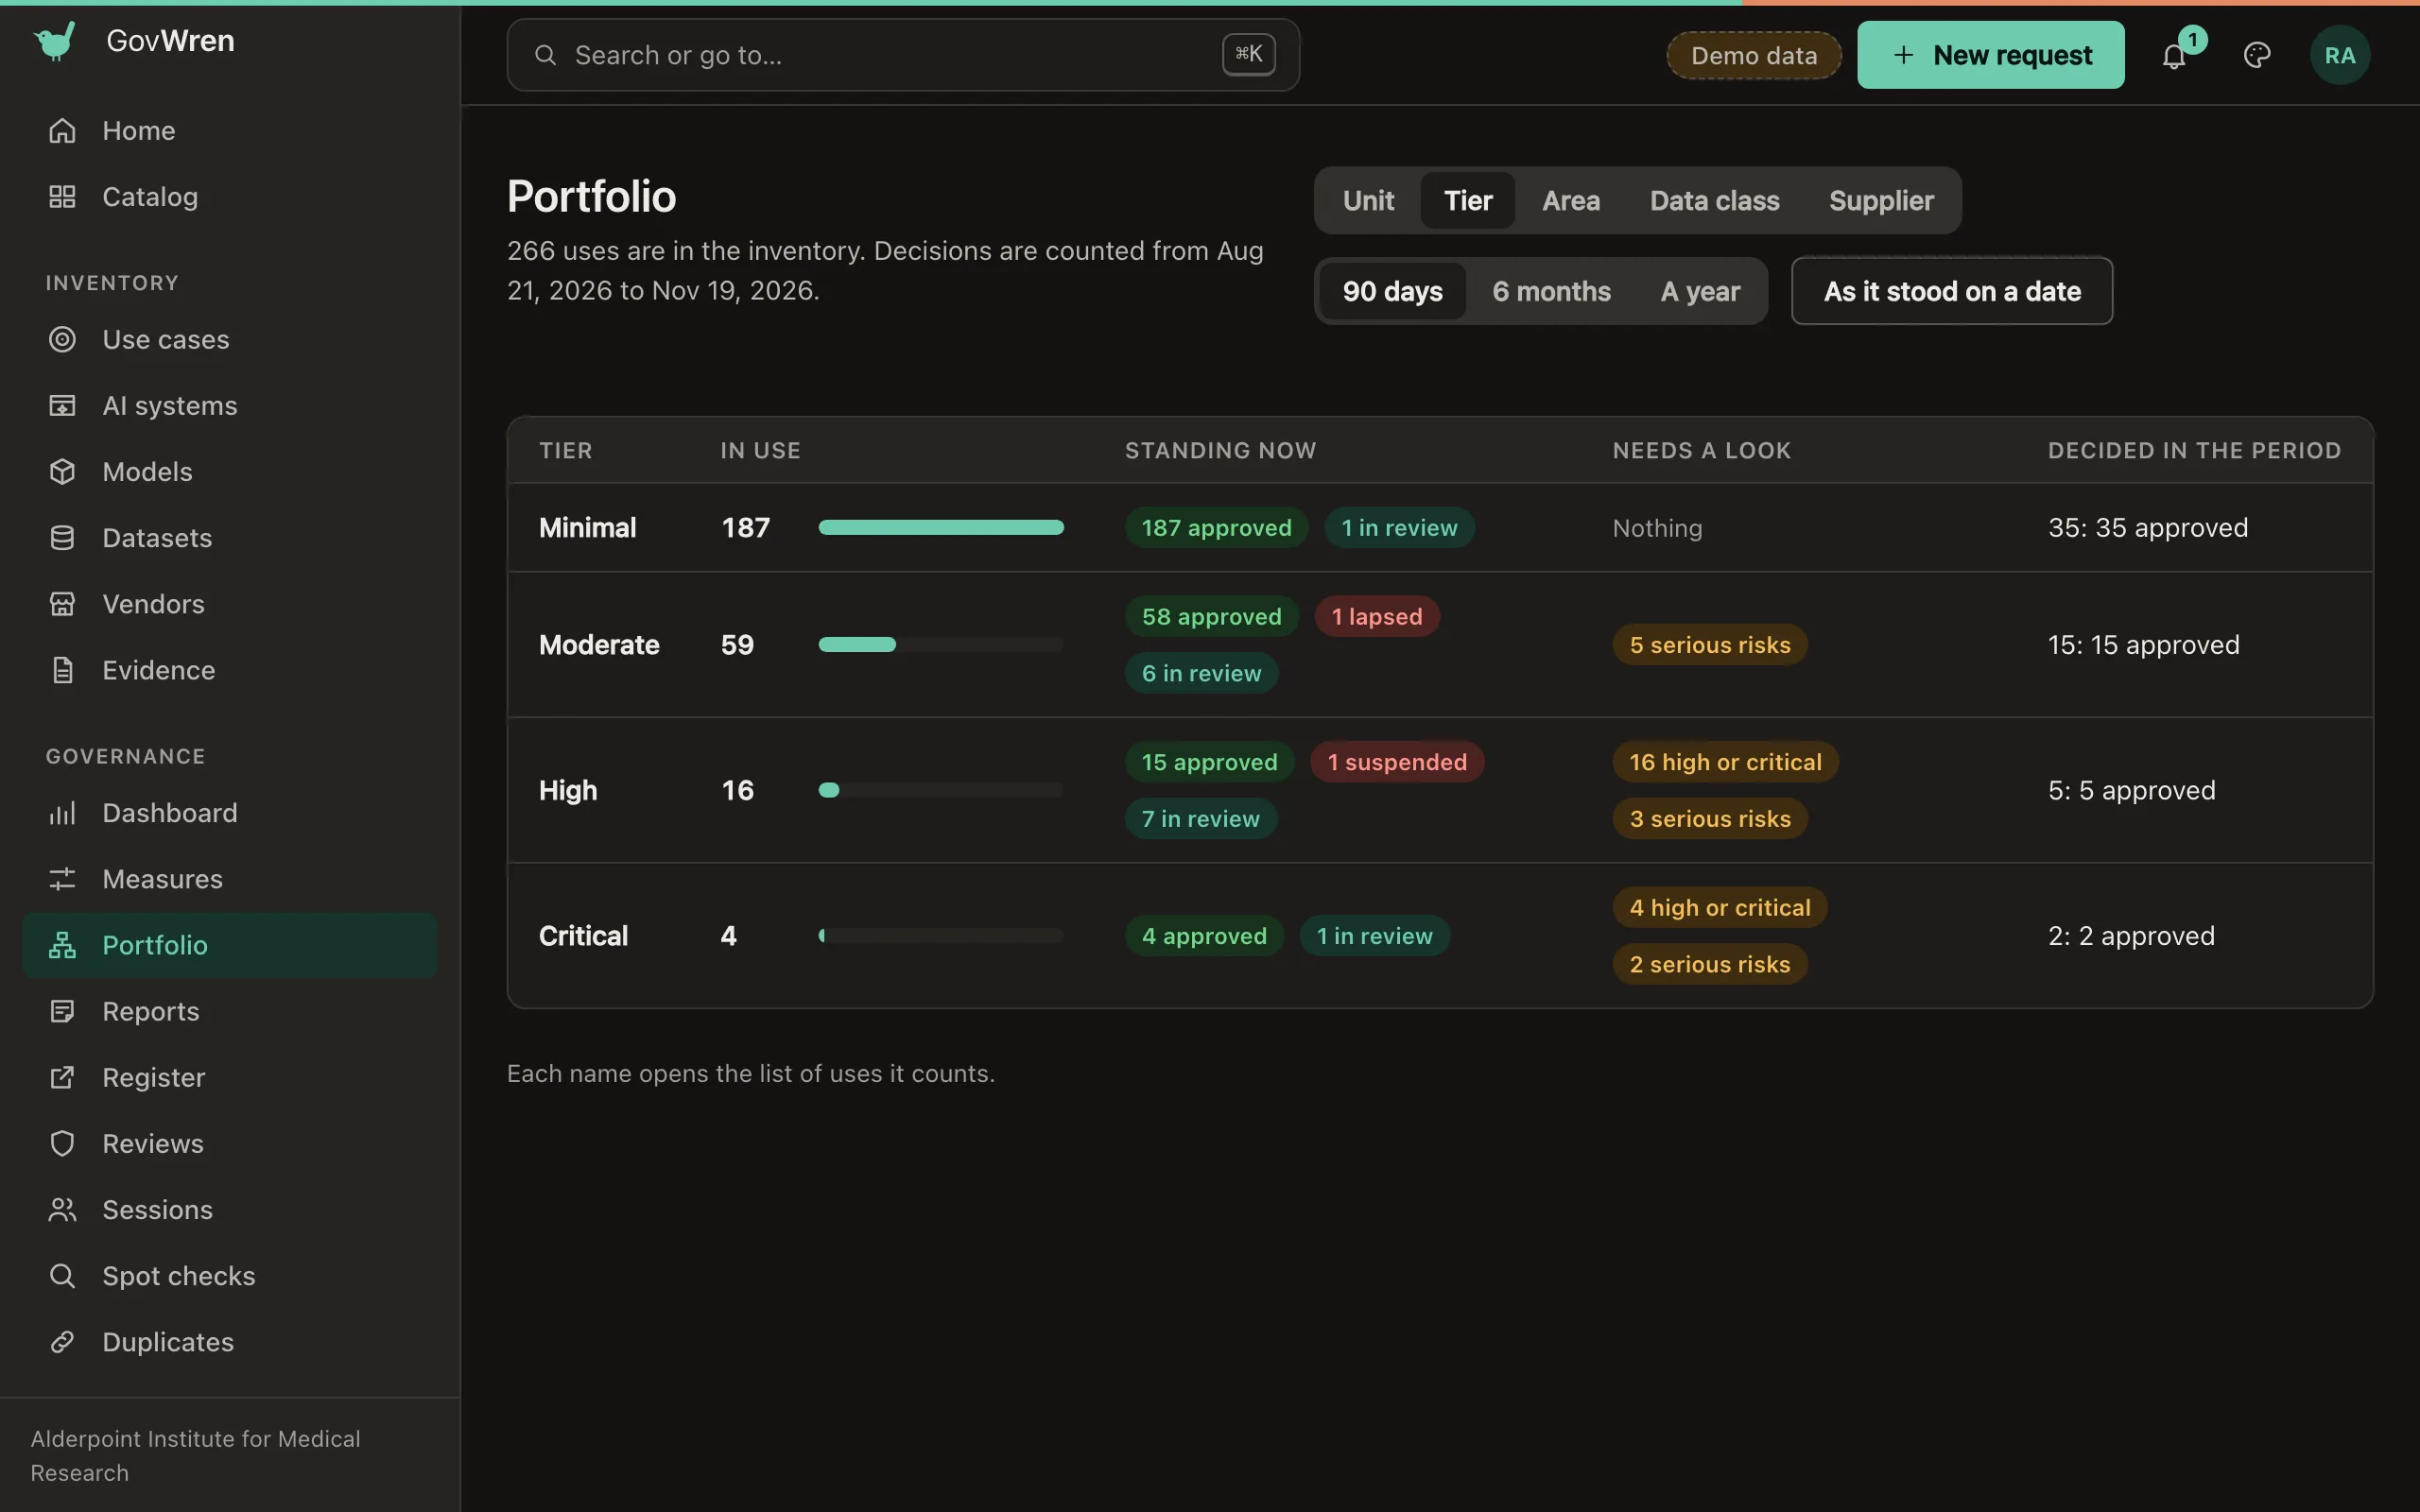 GovWren
Search or go to...
⌘K
Demo data
+ New request
1
RA
Home
Catalog
INVENTORY
Use cases
AI systems
Models
Datasets
Vendors
Evidence
GOVERNANCE
Dashboard
Measures
Portfolio
Reports
Register
Reviews
Sessions
Spot checks
Duplicates
Alderpoint Institute for Medical
Research
Portfolio
266 uses are in the inventory. Decisions are counted from Aug
21, 2026 to Nov 19, 2026.
Unit Tier Area Data class Supplier
90 days 6 months A year As it stood on a date
TIER IN USE STANDING NOW NEEDS A LOOK DECIDED IN THE PERIOD
Minimal 187 187 approved 1 in review Nothing 35: 35 approved
Moderate 59 58 approved 1 lapsed 6 in review 5 serious risks 15: 15 approved
High 16 15 approved 1 suspended 7 in review 16 high or critical 3 serious risks 5: 5 approved
Critical 4 4 approved 1 in review 4 high or critical 2 serious risks 2: 2 approved
Each name opens the list of uses it counts.